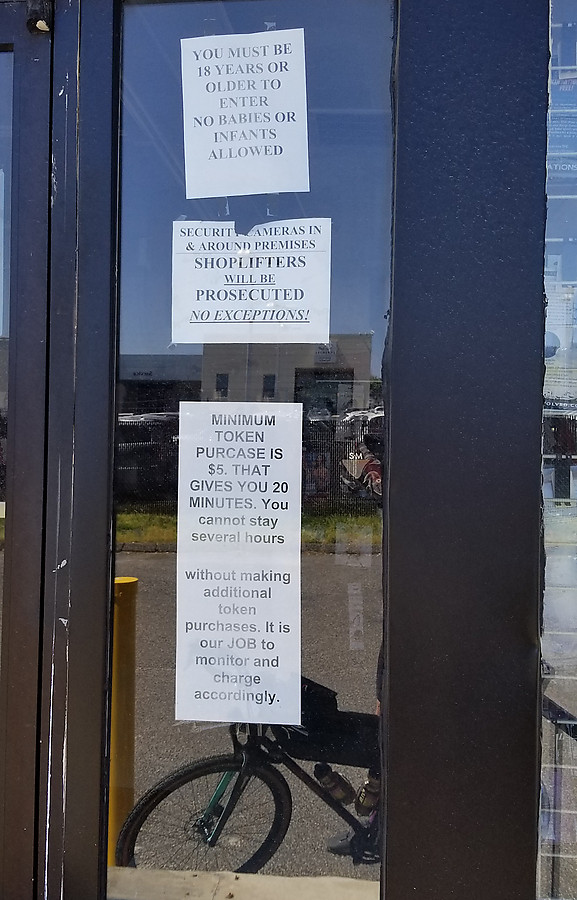 YOU MUST BE
18 YEARS OR
OLDER TO
ENTER
NO BABIES OR
INFANTS
ALLOWED
SECURITY CAMERAS IN
& AROUND PREMISES
SHOPLIFTERS
WILL BE
PROSECUTED
NO EXCEPTIONS!
MINIMUM
TOKEN
PURCASE IS
$5. THAT
GIVES YOU 20
MINUTES. You
cannot stay
several hours
without making
additional
token
purchases. It is
our JOB to
monitor and
charge
accordingly.